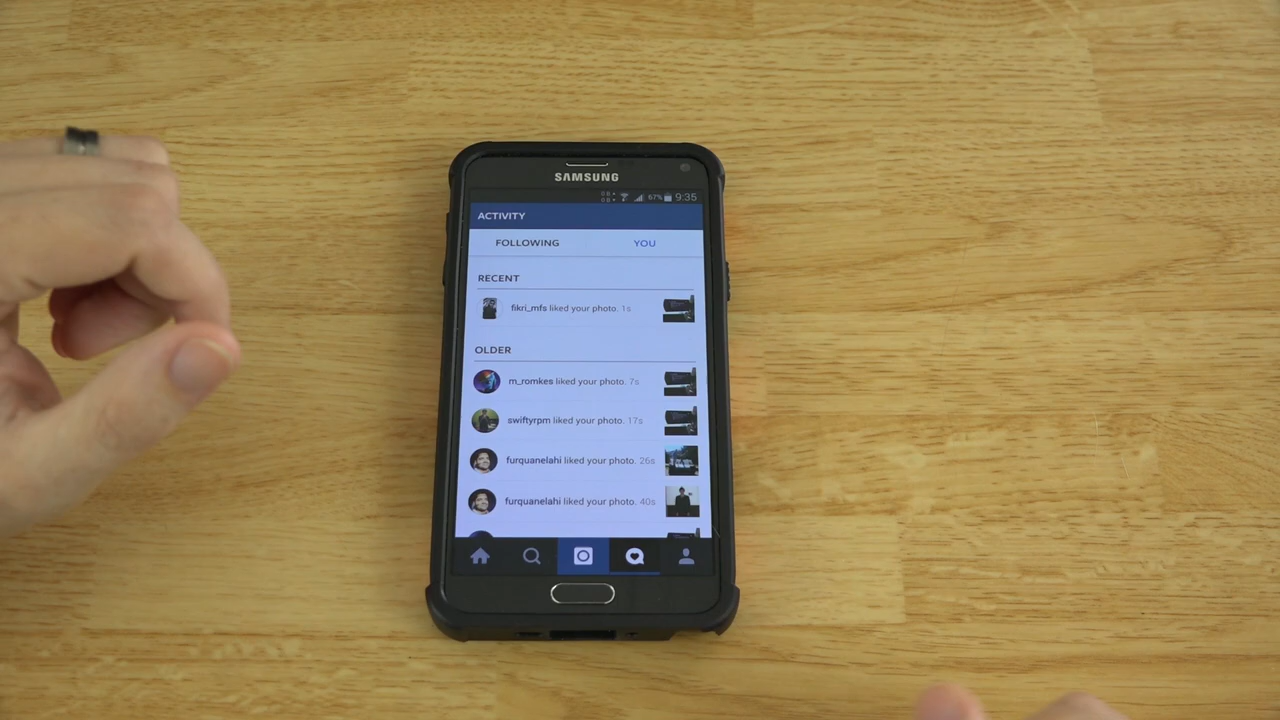 SAMSUNG
67% 9:35
ACTIVITY
FOLLOWING YOU
RECENT
fikri_mfs liked your photo. 1s
OLDER
m_romkes liked your photo. 7s
swiftyrpm liked your photo. 17s
furquanelahi liked your photo. 26s
furquanelahi liked your photo. 40s